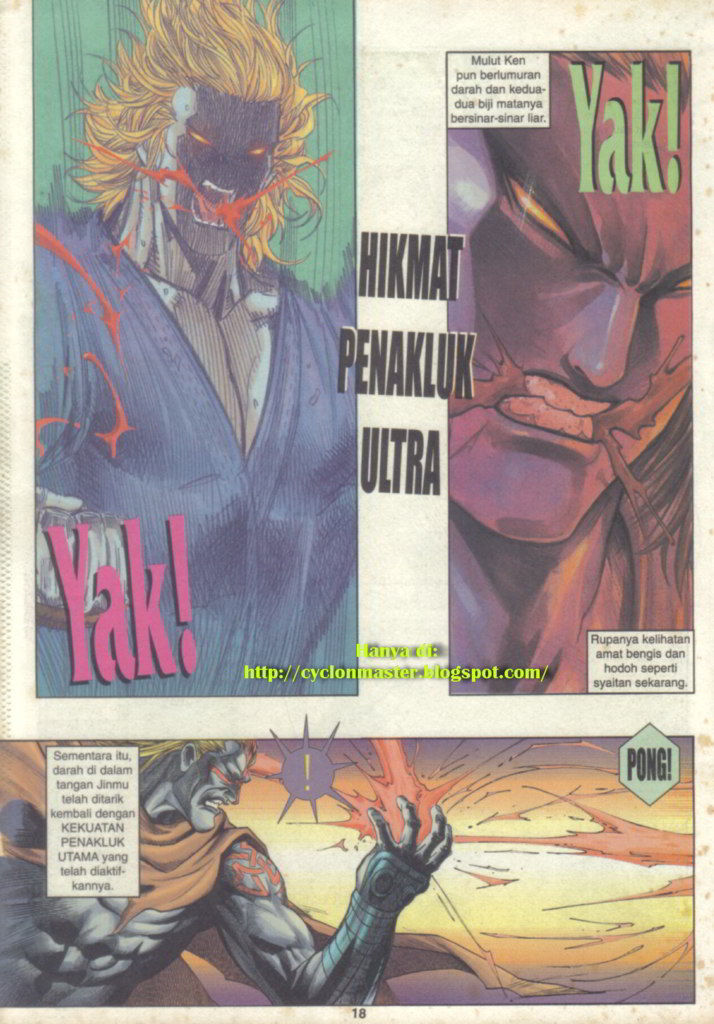 Mulut Ken
pun berlumuran
darah dan kedua-
dua biji matanya
bersinar-sinar liar.
Yak!
HIKMAT
PENAKLUK
ULTRA
Yak!
Rupanya kelihatan
amat bengis dan
hodoh seperti
syaitan sekarang.
Hanya di:
http://cyclonmaster.blogspot.com/
Sementara itu,
darah di dalam
tangan Jinmu
telah ditarik
kembali dengan
KEKUATAN
PENAKLUK
UTAMA yang
telah diaktif-
kannya.
!
PONG!
18